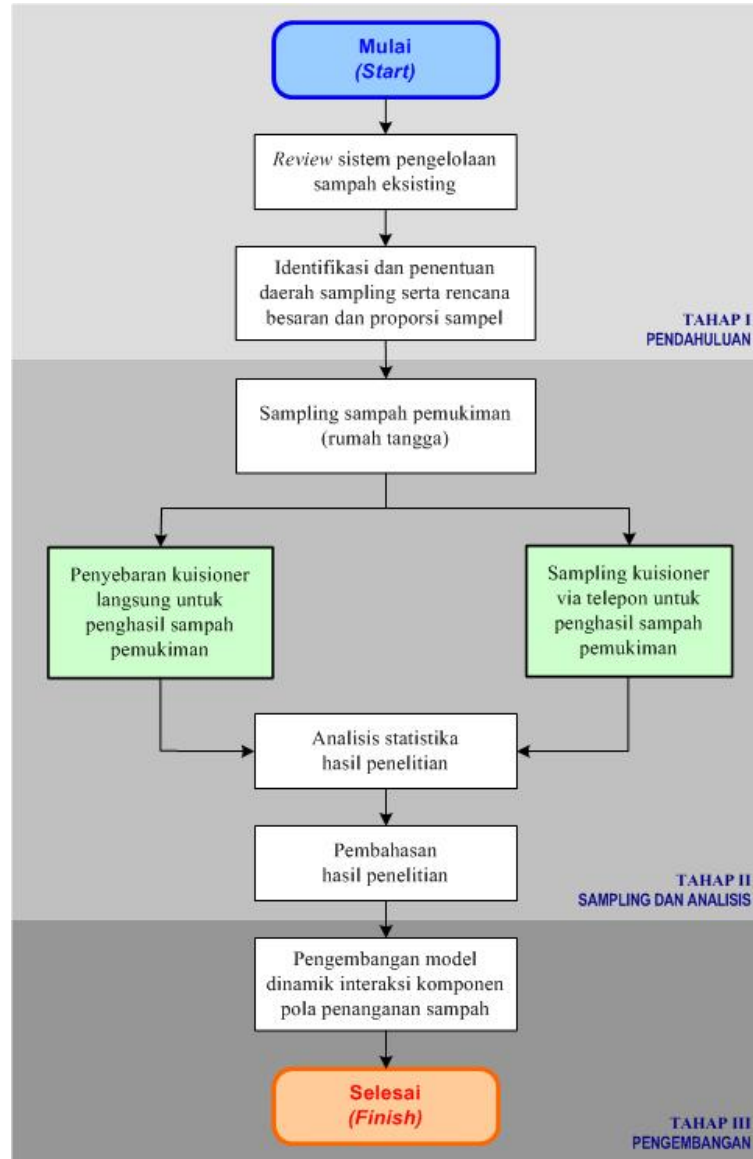 Mulai
(Start)
Review sistem pengelolaan
sampah eksisting
Identifikasi dan penentuan
daerah sampling serta rencana
besaran dan proporsi sampel
TAHAP I
PENDAHULUAN
Sampling sampah pemukiman
(rumah tangga)
Penyebaran kuisioner
langsung untuk
penghasil sampah
pemukiman
Sampling kuisioner
via telepon untuk
penghasil sampah
pemukiman
Analisis statistika
hasil penelitian
Pembahasan
hasil penelitian
TAHAP II
SAMPLING DAN ANALISIS
Pengembangan model
dinamik interaksi komponen
pola penanganan sampah
Selesai
(Finish)
TAHAP III
PENGEMBANGAN